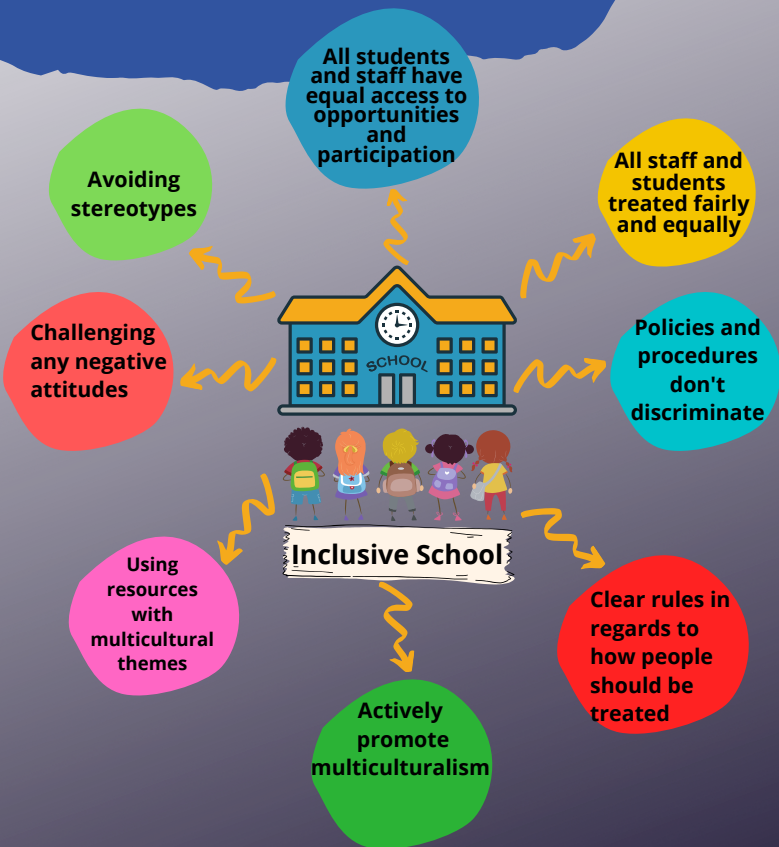 All students
and staff have
equal access to
opportunities
and
participation
Avoiding
stereotypes
All staff and
students
treated fairly
and equally
Challenging
any negative
attitudes
SCHOOL
Policies and
procedures
don't
discriminate
Inclusive School
Using
resources
with
multicultural
themes
Clear rules in
regards to
how people
should be
treated
Actively
promote
multiculturalism